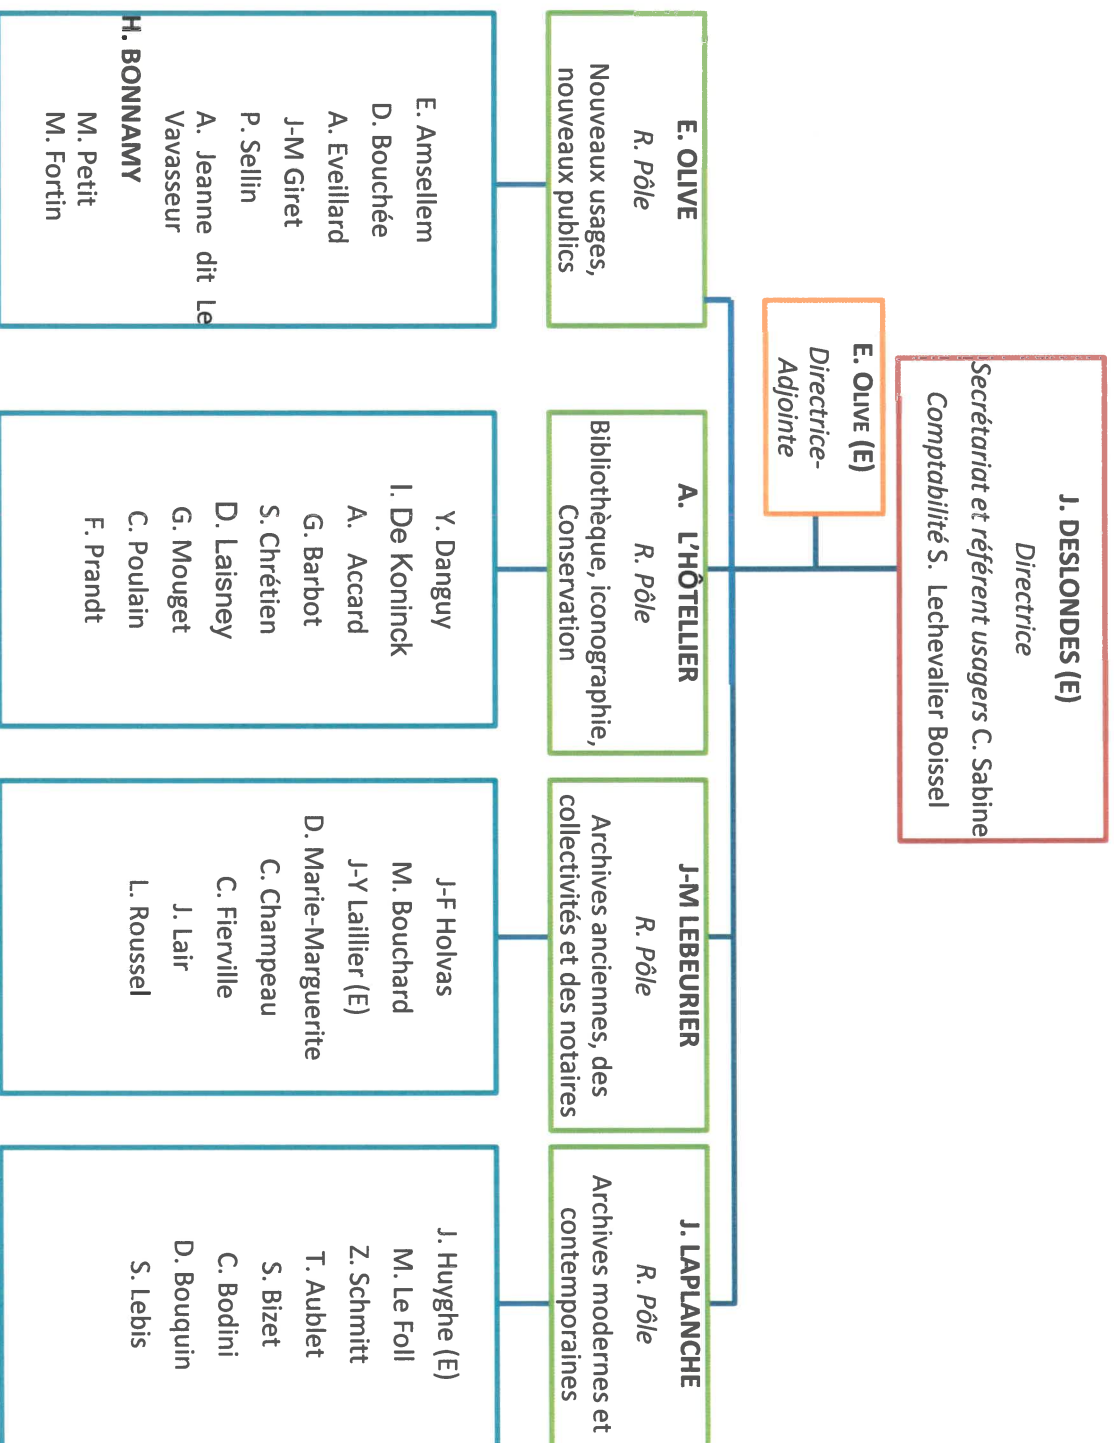 J. DESLONDES (E)
Directrice
Secrétariat et référent usagers C. Sabine
Comptabilité S. Lechevalier Boissel
E. OLIVE (E)
Directrice-
Adjointe
E. OLIVE
R. Pôle
Nouveaux usages,
nouveaux publics
A. L'HÔTELLIER
R. Pôle
Bibliothèque, iconographie,
Conservation
J-M LEBEURIER
R. Pôle
Archives anciennes, des
collectivités et des notaires
J. LAPLANCHE
R. Pôle
Archives modernes et
contemporaines
E. Amsellem
D. Bouchée
A. Eveillard
J-M Giret
P. Sellin
A. Jeanne dit Le
Vavasseur
H. BONNAMY
M. Petit
M. Fortin
Y. Danguy
I. De Koninck
A. Accard
G. Barbot
S. Chrétien
D. Laisney
G. Mouget
C. Poulain
F. Prandt
J-F Holvas
M. Bouchard
J-Y Laillier (E)
D. Marie-Marguerite
C. Champeau
C. Fierville
J. Lair
L. Roussel
J. Huyghe (E)
M. Le Foll
Z. Schmitt
T. Aublet
S. Bizet
C. Bodini
D. Bouquin
S. Lebis